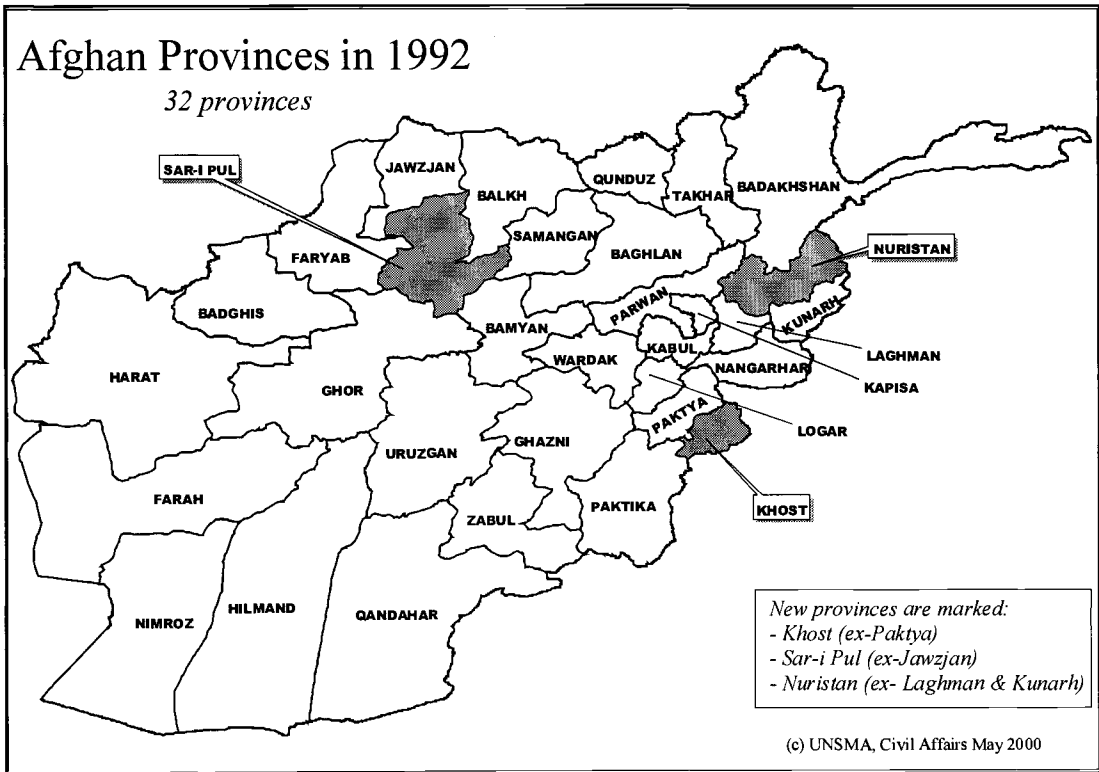 Afghan Provinces in 1992
32 provinces
SAR-I PUL
JAWZJAN
BALKH
QUNDUZ
TAKHAR
BADAKHSHAN
SAMANGAN
BAGHLAN
NURISTAN
FARYAB
BADGHIS
PARWAN
KUNARH
BAMYAN
KABUL
LAGHMAN
WARDAK
NANGARHAR
KAPISA
HARAT
GHOR
PAKTYA
LOGAR
URUZGAN
GHAZNI
FARAH
ZABUL
PAKTIKA
KHOST
NIMROZ
HILMAND
QANDAHAR
New provinces are marked:
- Khost (ex-Paktya)
- Sar-i Pul (ex-Jawzjan)
- Nuristan (ex- Laghman & Kunarh)
(c) UNSMA, Civil Affairs May 2000